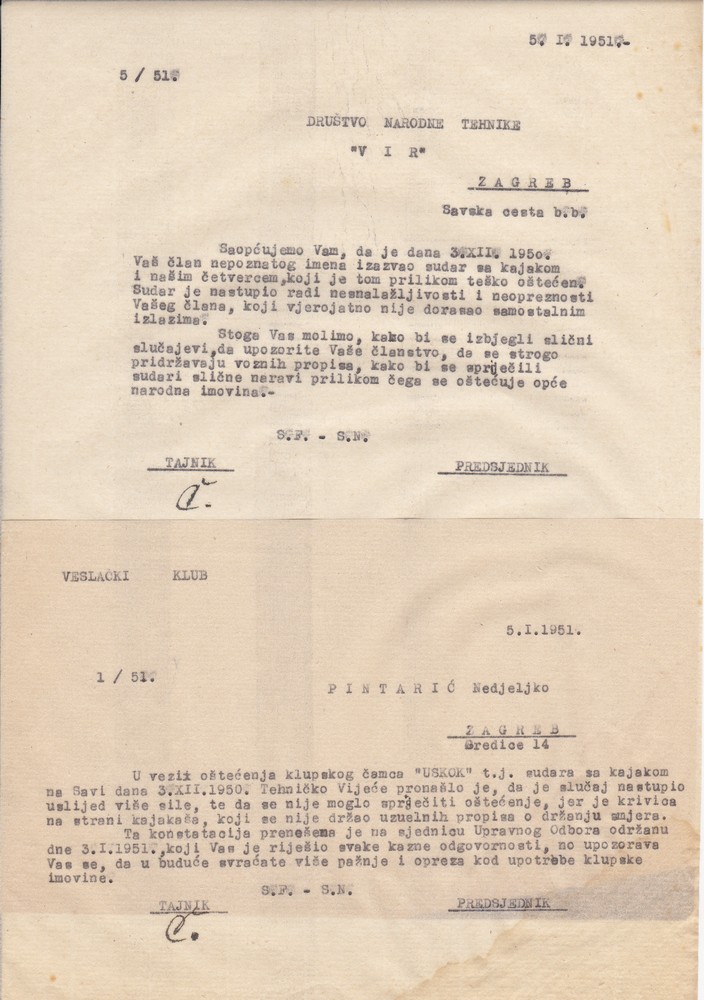 5. I. 1951.-
5 / 51.
DRUŠTVO NARODNE TEHNIKE
"V I R"
Z A G R E B
Savska cesta b.b.
Saopćujemo Vam, da je dana 3.XII. 1950.
Vaš član nepoznatog imena izazvao sudar sa kajakom
i našim četvercem,koji je tom prilikom teško oštećen.
Sudar je nastupio radi nesnalažljivosti i neopreznosti
Vašeg člana, koji vjerojatno nije dorasao samostalnim
izlazima.
Stoga Vas molimo, kako bi se izbjegli slični
slučajevi,da upozorite Vaše članstvo, da se strogo
pridržavaju voznih propisa, kako bi se spriječili
sudari slične naravi prilikom čega se oštećuje opće
narodna imovina.-
S.F. - S.N.
TAJNIK PREDSJEDNIK
Č.
VESLAČKI KLUB
5.I.1951.
1 / 51.
P I N T A R I Ć Nedjeljko
Z A G R E B
Gredice 14
U vezi oštećenja klupskog čamca "USKOK" t.j. sudara sa kajakom
na Savi dana 3.XII.1950. Tehničko Vijeće pronašlo je, da je slučaj nastupio
uslijed više sile, te da se nije moglo spriječiti oštećenje, jer je krivica
na strani kajakaša, koji se nije držao uzuelnih propisa o držanju smjera.
Ta konstatacija prenešema je na sjednicu Upravnog Odbora održanu
dne 3.I.1951.,koji Vas je riješio svake kazne odgovornosti, no upozorava
Vas se, da u buduće svraćate više pažnje i opreza kod upotrebe klupske
imovine.
S.F. - S.N.
TAJNIK PREDSJEDNIK
Č.